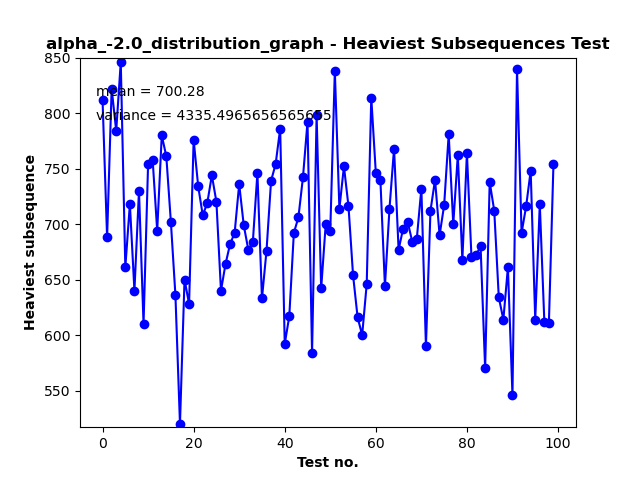 alpha_-2.0_distribution_graph - Heaviest Subsequences Test
mean = 700.28
variance = 4335.4965656565655
850
800
750
700
650
600
550
Heaviest subsequence
0 20 40 60 80 100
Test no.